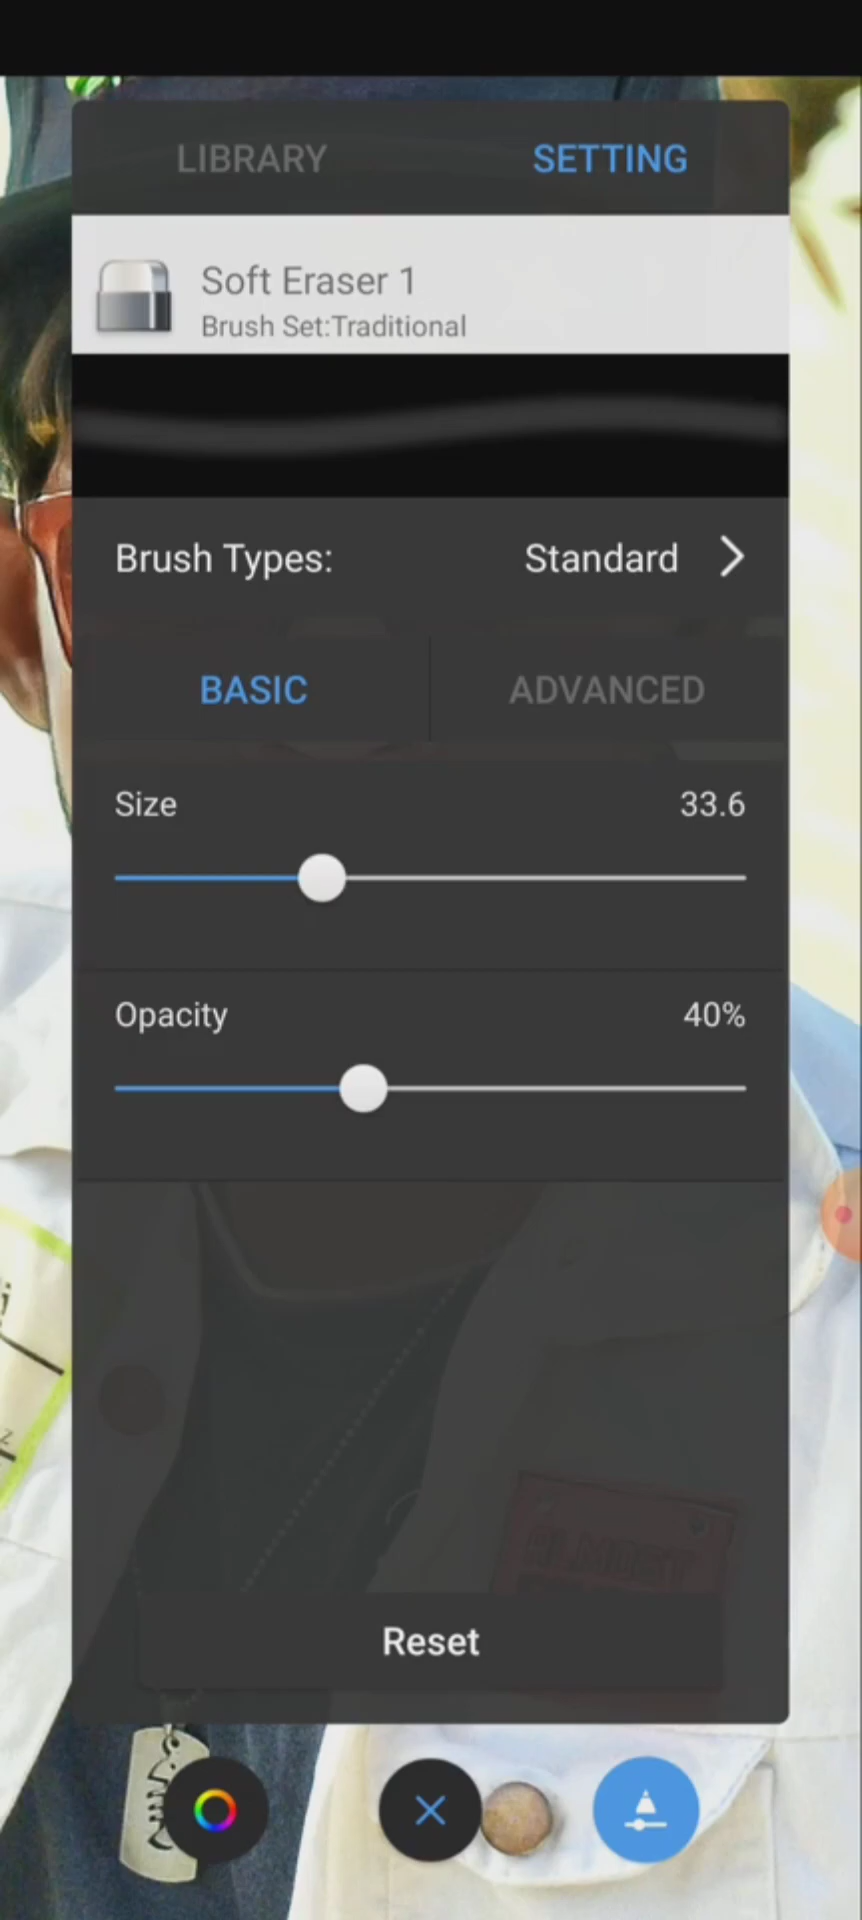 LIBRARY
SETTING
Soft Eraser 1
Brush Set:Traditional
Brush Types:
Standard
BASIC
ADVANCED
Size
33.6
Opacity
40%
ALMOST
Reset